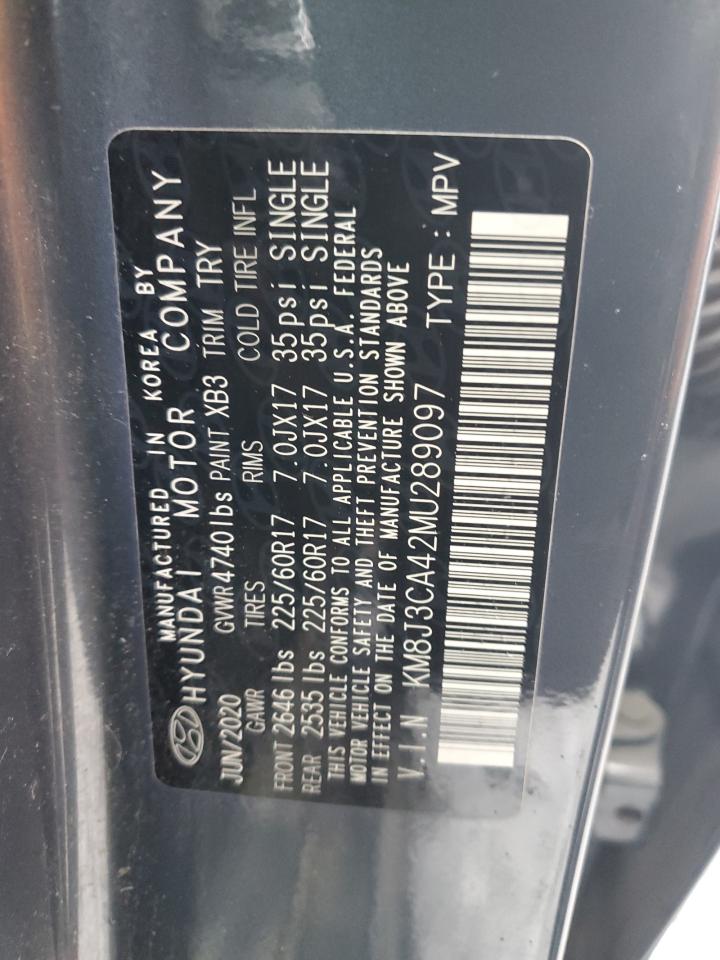 MANUFACTURED IN KOREA BY
HYUNDAI MOTOR COMPANY
JUN/2020 GVWR 4740lbs PAINT XB3 TRIM TRY
GAWR TIRES RIMS COLD TIRE INFL
FRONT 2646 lbs 225/60R17 7.0JX17 35psi SINGLE
REAR 2535 lbs 225/60R17 7.0JX17 35psi SINGLE
THIS VEHICLE CONFORMS TO ALL APPLICABLE U.S.A. FEDERAL
MOTOR VEHICLE SAFETY AND THEFT PREVENTION STANDARDS
IN EFFECT ON THE DATE OF MANUFACTURE SHOWN ABOVE
V.I.N KM8J3CA42MU289097 TYPE : MPV